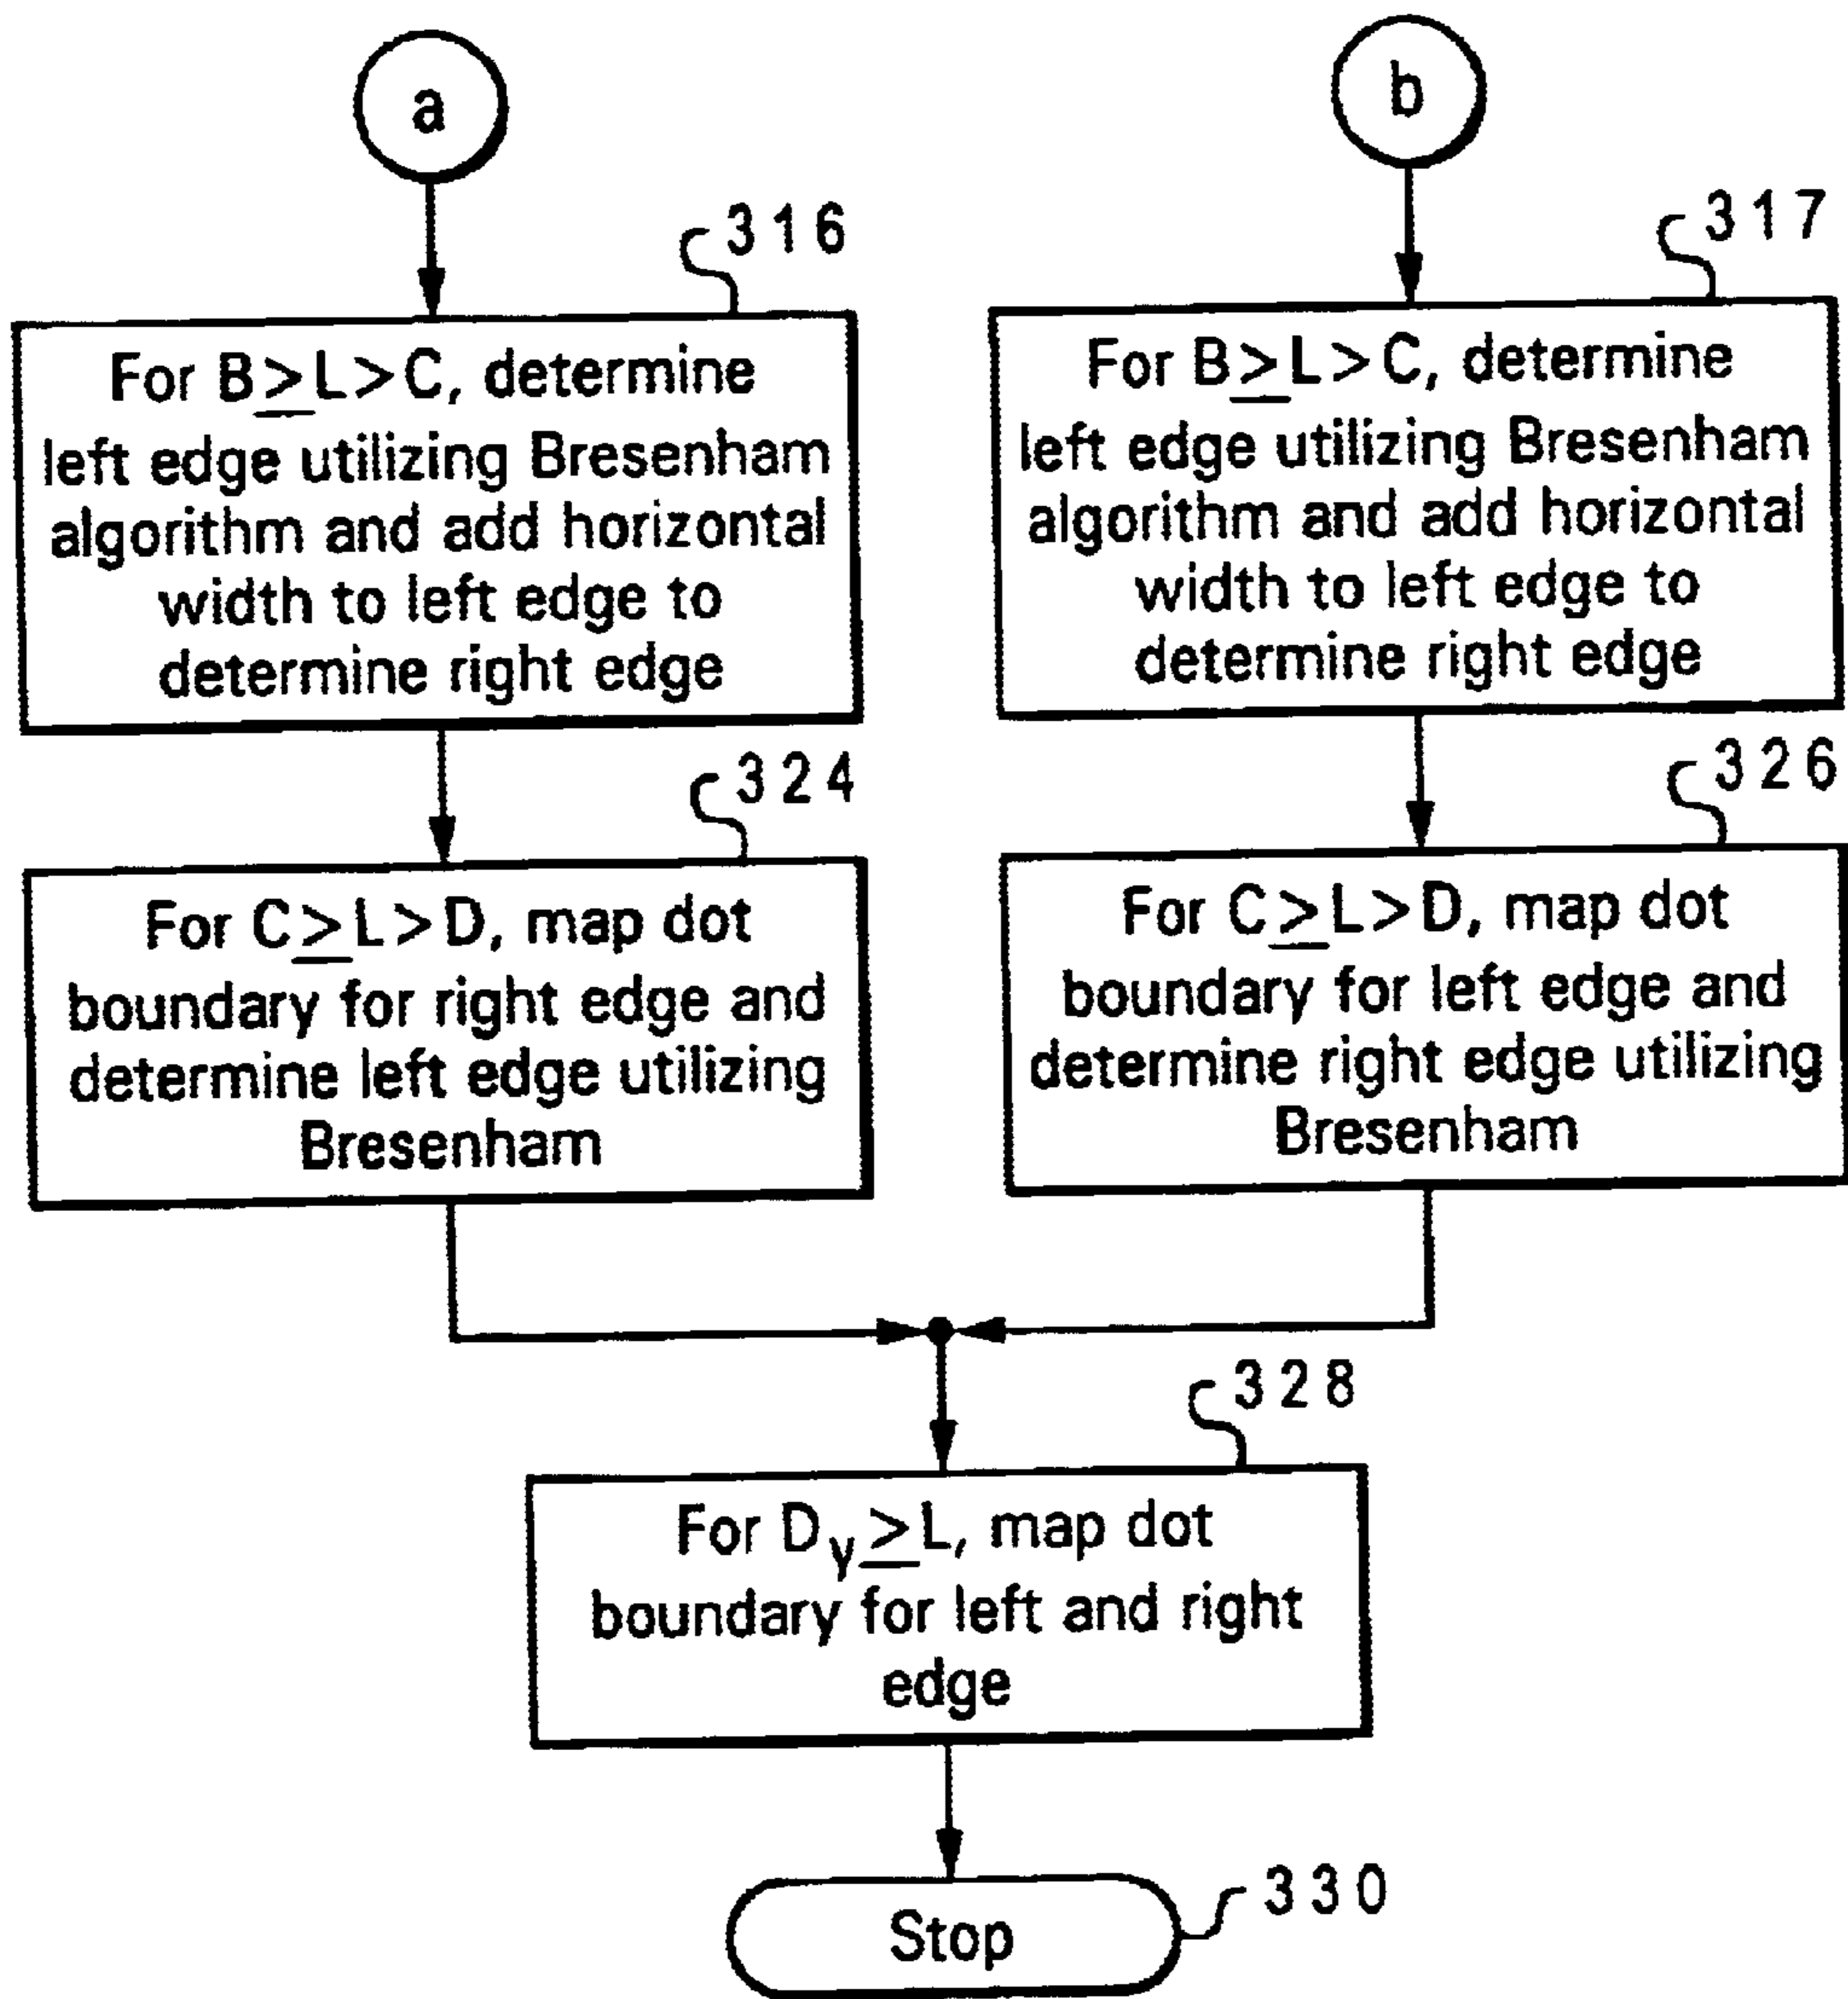 a
316
For B≥L>C, determine
left edge utilizing Bresenham
algorithm and add horizontal
width to left edge to
determine right edge
324
For C≥L>D, map dot
boundary for right edge and
determine left edge utilizing
Bresenham
b
317
For B≥L>C, determine
left edge utilizing Bresenham
algorithm and add horizontal
width to left edge to
determine right edge
326
For C≥L>D, map dot
boundary for left edge and
determine right edge utilizing
Bresenham
328
For Dy≥L, map dot
boundary for left and right
edge
Stop
330